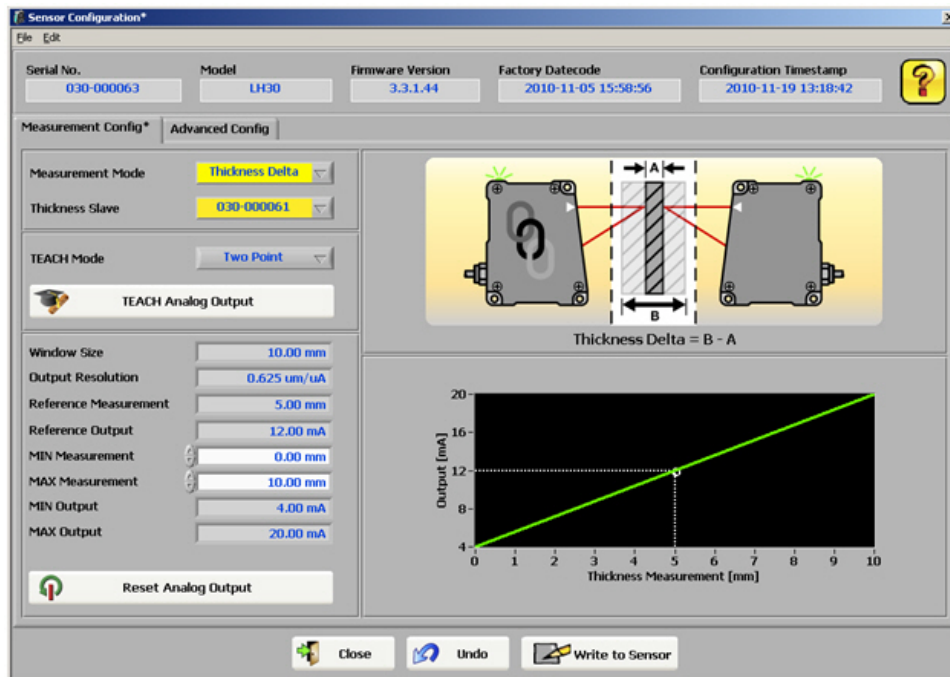 Sensor Configuration*
File Edit
Serial No. Model Firmware Version Factory Datecode Configuration Timestamp
030-000063 LH30 3.3.1.44 2010-11-05 15:58:56 2010-11-19 13:18:42
?
Measurement Config* Advanced Config
Measurement Mode Thickness Delta
Thickness Slave 030-000061
TEACH Mode Two Point
TEACH Analog Output
Window Size 10.00 mm
Output Resolution 0.625 um/uA
Reference Measurement 5.00 mm
Reference Output 12.00 mA
MIN Measurement 0.00 mm
MAX Measurement 10.00 mm
MIN Output 4.00 mA
MAX Output 20.00 mA
Reset Analog Output
A
B
Thickness Delta = B - A
Output [mA]
20
16
12
8
4
0 1 2 3 4 5 6 7 8 9 10
Thickness Measurement [mm]
Close Undo Write to Sensor